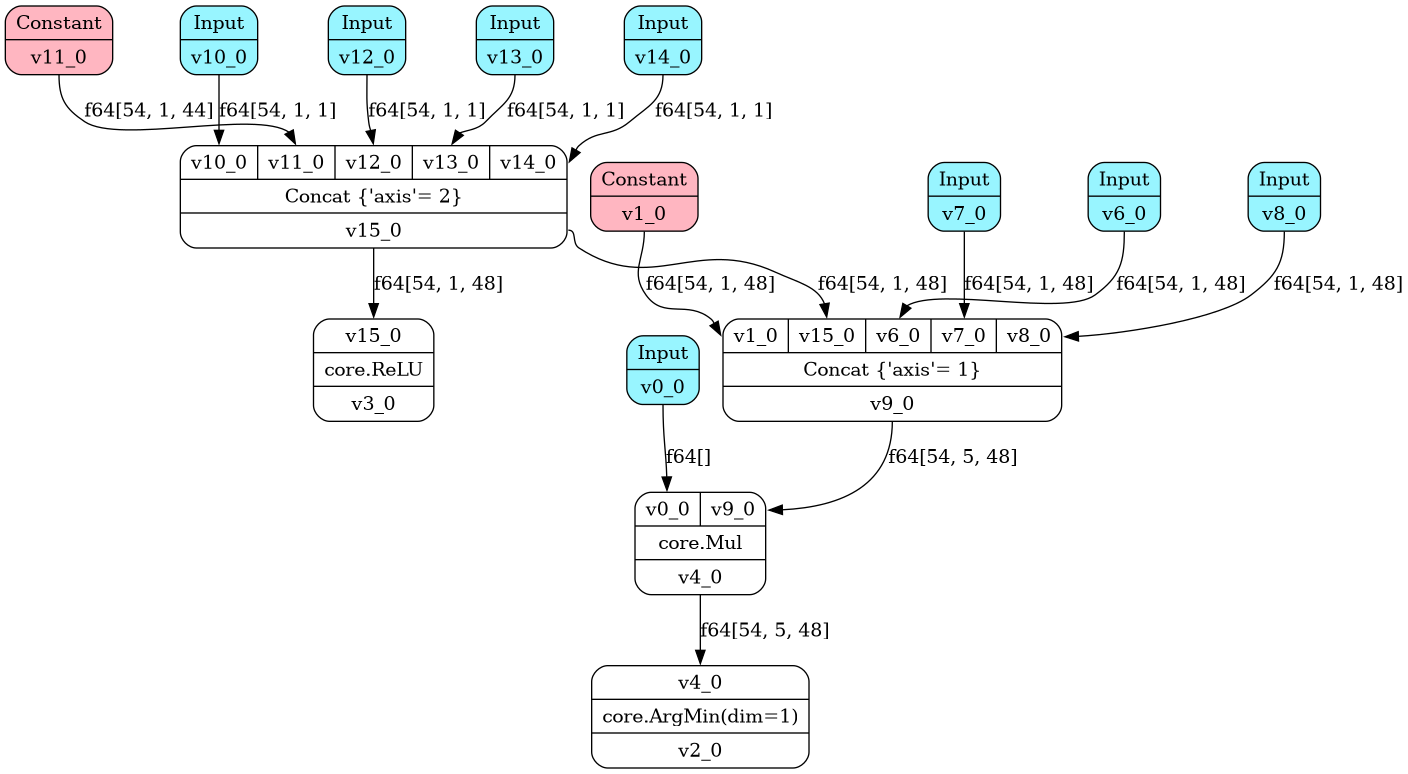 Constant
v11_0
Input
v10_0
Input
v12_0
Input
v13_0
Input
v14_0
f64[54, 1, 44]
f64[54, 1, 1]
f64[54, 1, 1]
f64[54, 1, 1]
f64[54, 1, 1]
v10_0 v11_0 v12_0 v13_0 v14_0
Concat {'axis'= 2}
v15_0
Constant
v1_0
Input
v7_0
Input
v6_0
Input
v8_0
f64[54, 1, 48]
f64[54, 1, 48]
f64[54, 1, 48]
f64[54, 1, 48]
f64[54, 1, 48]
f64[54, 1, 48]
v15_0
core.ReLU
v3_0
Input
v0_0
v1_0 v15_0 v6_0 v7_0 v8_0
Concat {'axis'= 1}
v9_0
f64[]
f64[54, 5, 48]
v0_0 v9_0
core.Mul
v4_0
f64[54, 5, 48]
v4_0
core.ArgMin(dim=1)
v2_0